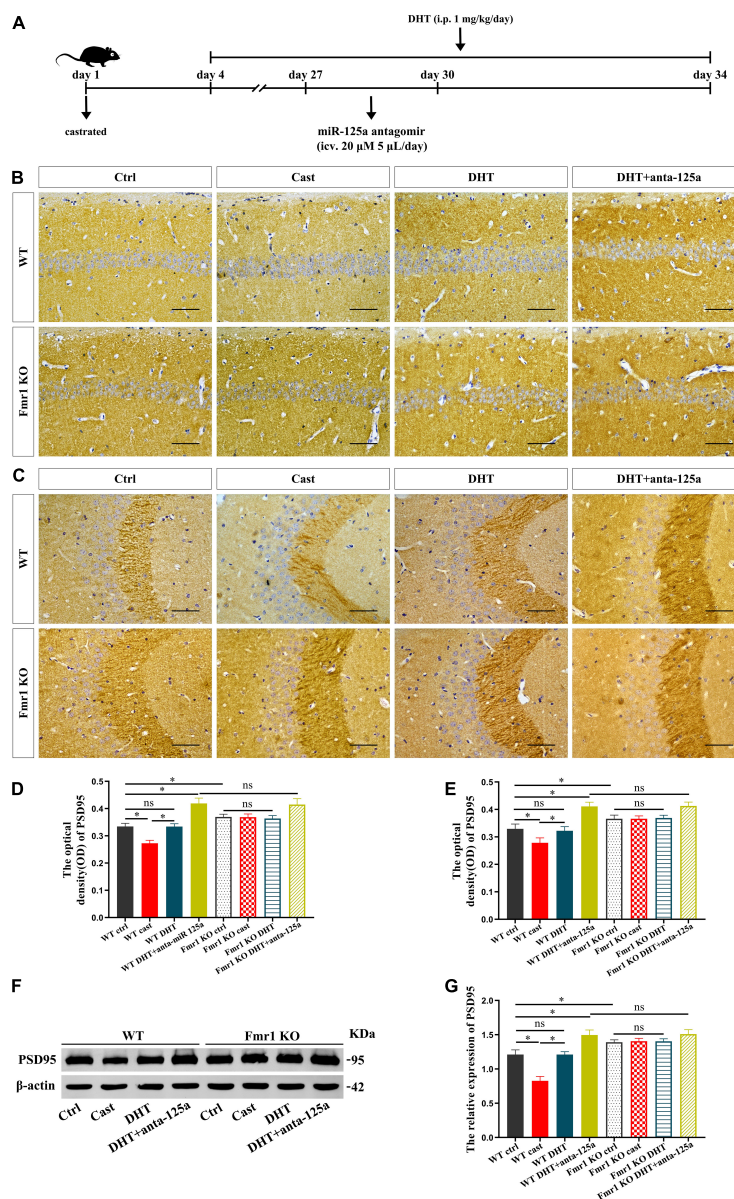 A
DHT (i.p. 1 mg/kg/day)
day 1
day 4
27
day 30
day 34
castrated
miR-125a antagomir
(icv. 20 μM 5 μL/day)
B
Ctrl
Cast
DHT
DHT+anta-125a
WT
Fmr1 KO
C
Ctrl
Cast
DHT
DHT+anta-125a
WT
Fmr1 KO
D
The optical
density(OD) of PSD95
0.5
0.4
0.3
0.2
0.1
0.0
*
ns
*
ns
*
*
ns
WT ctrl
WT cast
WT DHT
WT DHT+anta-miR 125a
Fmr1 KO ctrl
Fmr1 KO cast
Fmr1 KO DHT
Fmr1 KO DHT+anta-125a
E
The optical
density(OD) of PSD95
0.5
0.4
0.3
0.2
0.1
0.0
*
*
ns
ns
*
*
ns
WT ctrl
WT cast
WT DHT
WT DHT+anta-125a
Fmr1 KO ctrl
Fmr1 KO cast
Fmr1 KO DHT
Fmr1 KO DHT+anta-125a
F
WT
Fmr1 KO
KDa
PSD95
-95
β-actin
-42
Ctrl
Cast
DHT
DHT+anta-125a
Ctrl
Cast
DHT
DHT+anta-125a
G
The relative expression of PSD95
2.0
1.5
1.0
0.5
0.0
*
*
ns
ns
*
*
ns
WT ctrl
WT cast
WT DHT
WT DHT+anta-125a
Fmr1 KO ctrl
Fmr1 KO cast
Fmr1 KO DHT
Fmr1 KO DHT+anta-125a